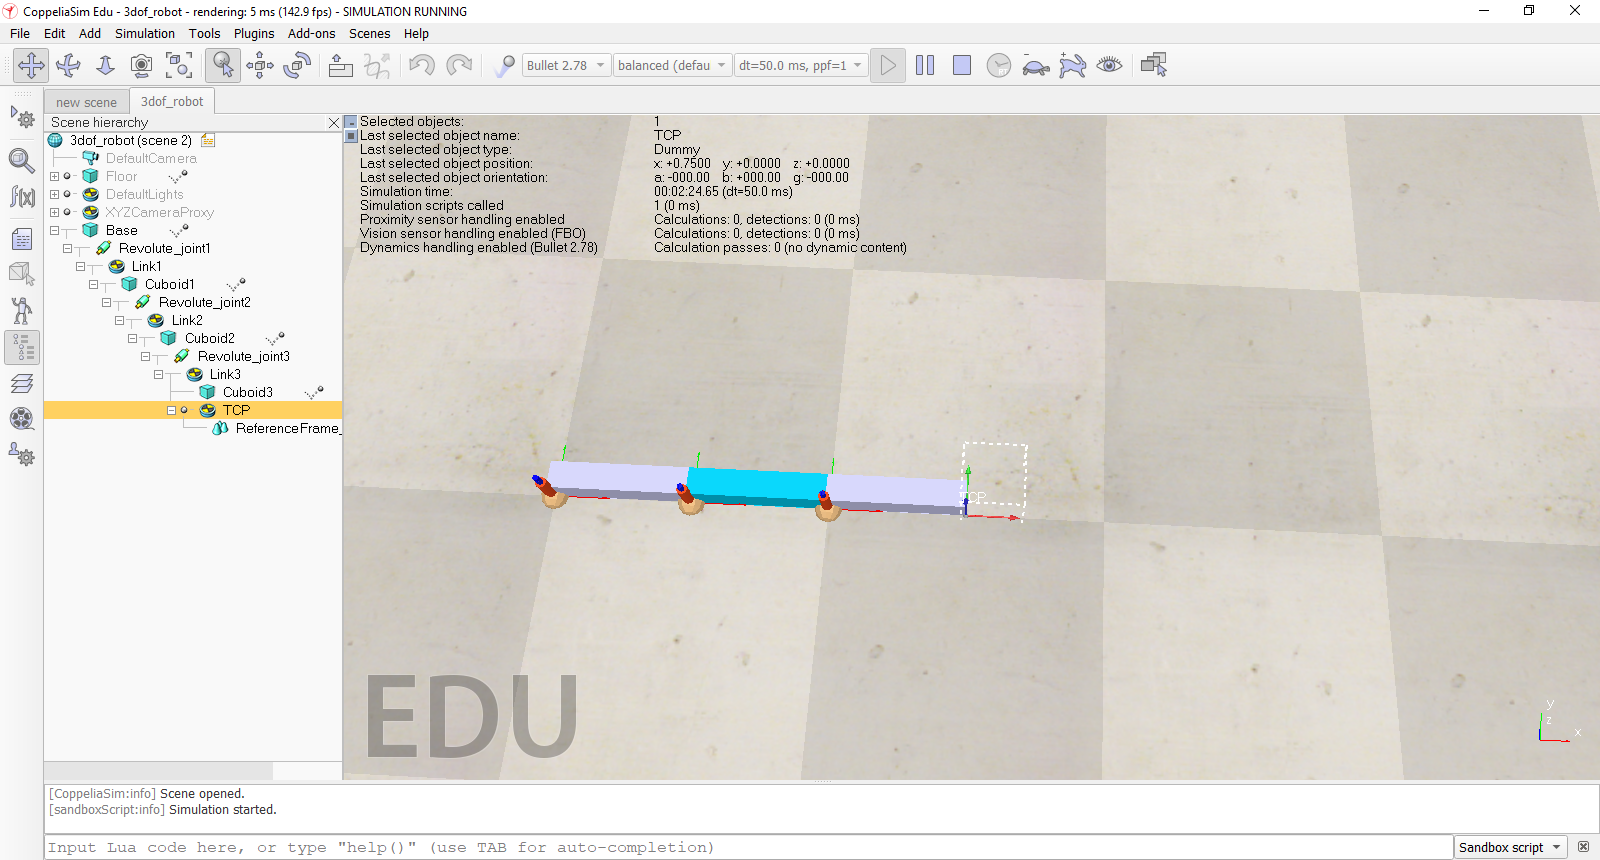 CoppeliaSim Edu - 3dof_robot - rendering: 5 ms (142.9 fps) - SIMULATION RUNNING
File Edit Add Simulation Tools Plugins Add-ons Scenes Help
Bullet 2.78 balanced (defau dt=50.0 ms, ppf=1
new scene 3dof_robot
Scene hierarchy
3dof_robot (scene 2)
DefaultCamera
Floor
DefaultLights
XYZCameraProxy
Base
Revolute_joint1
Link1
Cuboid1
Revolute_joint2
Link2
Cuboid2
Revolute_joint3
Link3
Cuboid3
TCP
ReferenceFrame_
Selected objects: 1
Last selected object name: TCP
Last selected object type: Dummy
Last selected object position: x: +0.7500 y: +0.0000 z: +0.0000
Last selected object orientation: a: -000.00 b: +000.00 g: -000.00
Simulation time: 00:02:24.65 (dt=50.0 ms)
Simulation scripts called 1 (0 ms)
Proximity sensor handling enabled Calculations: 0, detections: 0 (0 ms)
Vision sensor handling enabled (FBO) Calculations: 0, detections: 0 (0 ms)
Dynamics handling enabled (Bullet 2.78) Calculation passes: 0 (no dynamic content)
TCP
EDU
y
z
x
[CoppeliaSim:info] Scene opened.
[sandboxScript:info] Simulation started.
Input Lua code here, or type "help()" (use TAB for auto-completion)
Sandbox script